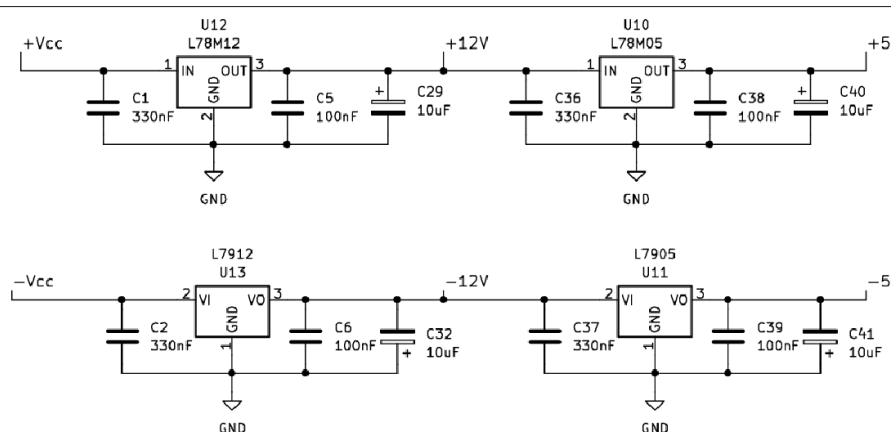 U12
L78M12
U10
L78M05
+Vcc
+12V
+5
1 IN OUT 3
GND
2
C1
330nF
C5
100nF
+
C29
10uF
1 IN OUT 3
GND
2
C36
330nF
C38
100nF
+
C40
10uF
GND
GND
L7912
U13
L7905
U11
-Vcc
-12V
-5
2 VI VO 3
GND
1
C2
330nF
C6
100nF
C32
10uF
+
2 VI VO 3
GND
1
C37
330nF
C39
100nF
C41
10uF
+
GND
GND